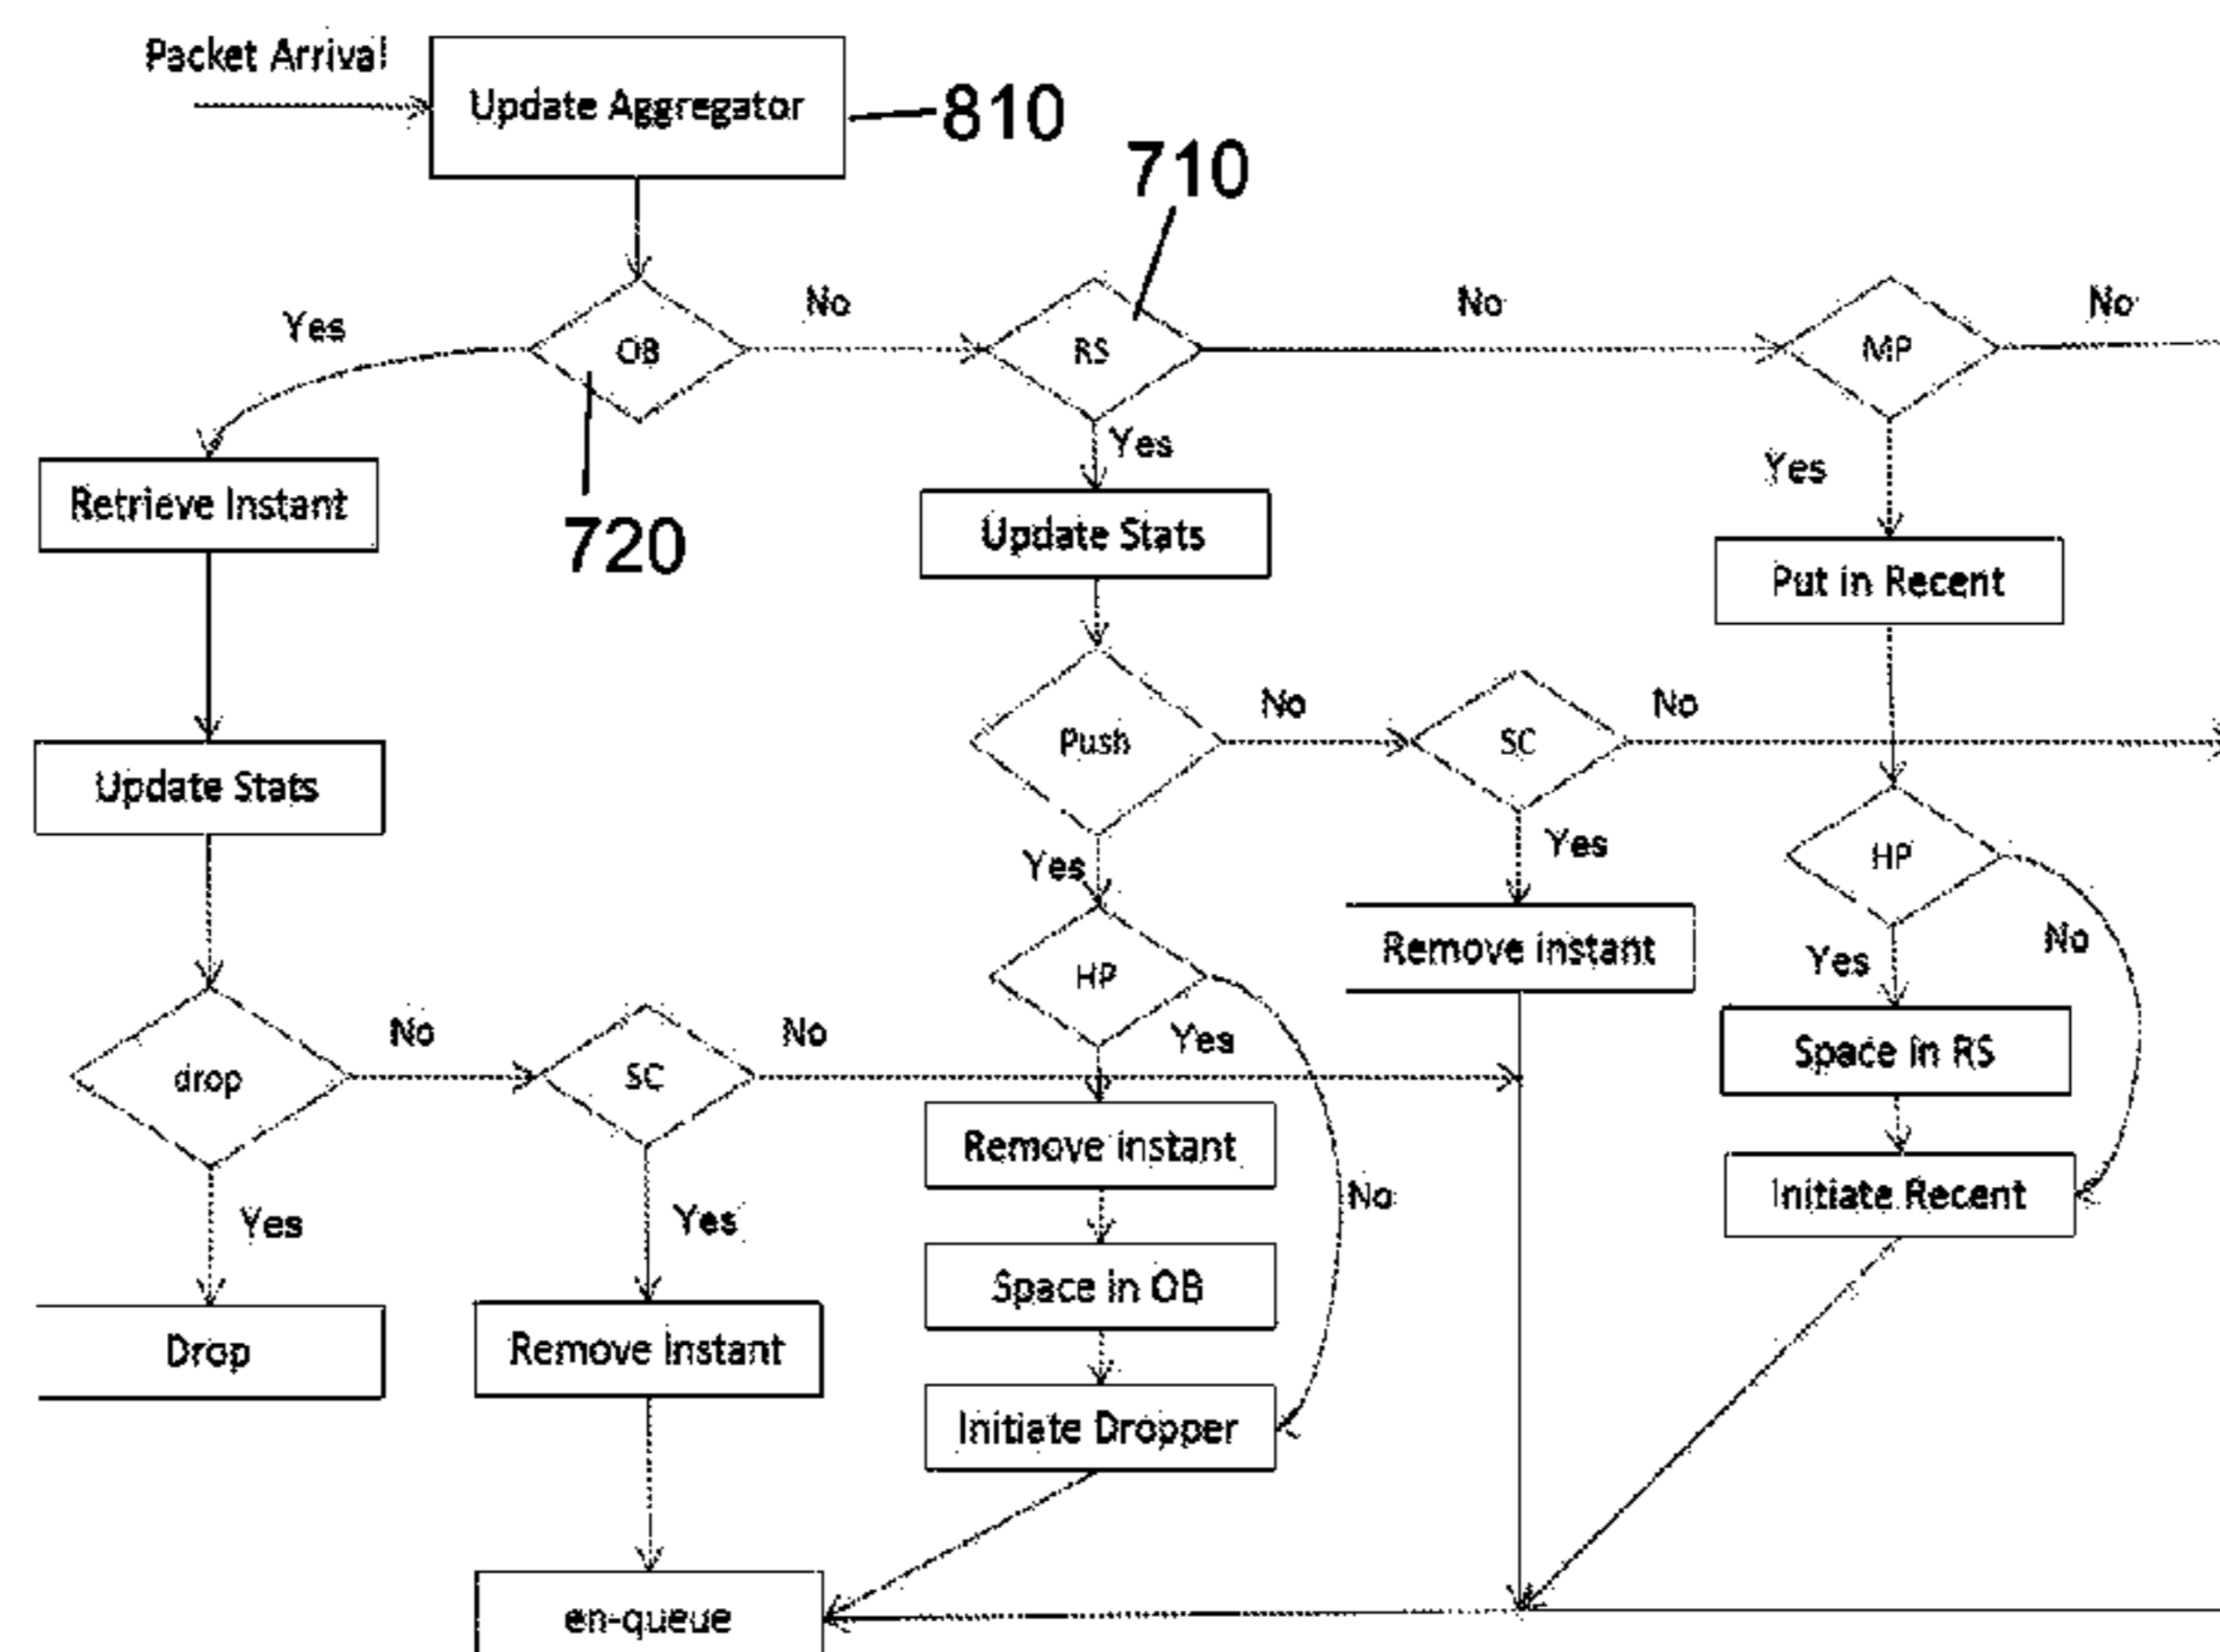 Packet Arrival
Update Aggregator
810
710
Yes
OB
No
RS
No
MP
No
720
Retrieve Instant
Yes
Update Stats
Yes
Put in Recent
Update Stats
Push
No
SC
No
Yes
HP
Yes
Remove instant
HP
No
Yes
Space in RS
drop
No
SC
No
Yes
Remove instant
No
Initiate Recent
Yes
Yes
Space in OB
Drop
Remove instant
Initiate Dropper
en-queue